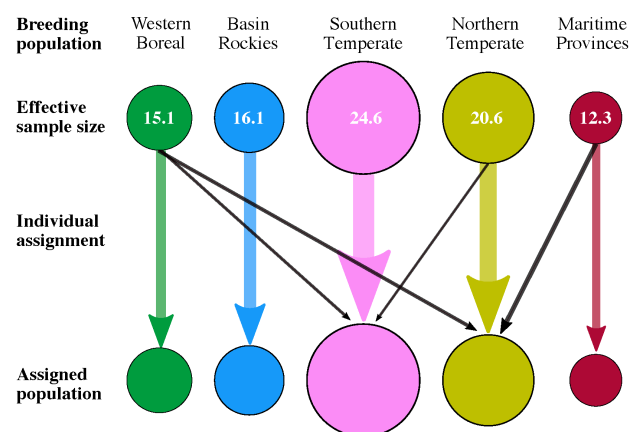 Breeding population
Western Boreal
Basin Rockies
Southern Temperate
Northern Temperate
Maritime Provinces
Effective sample size
15.1
16.1
24.6
20.6
12.3
Individual assignment
Assigned population